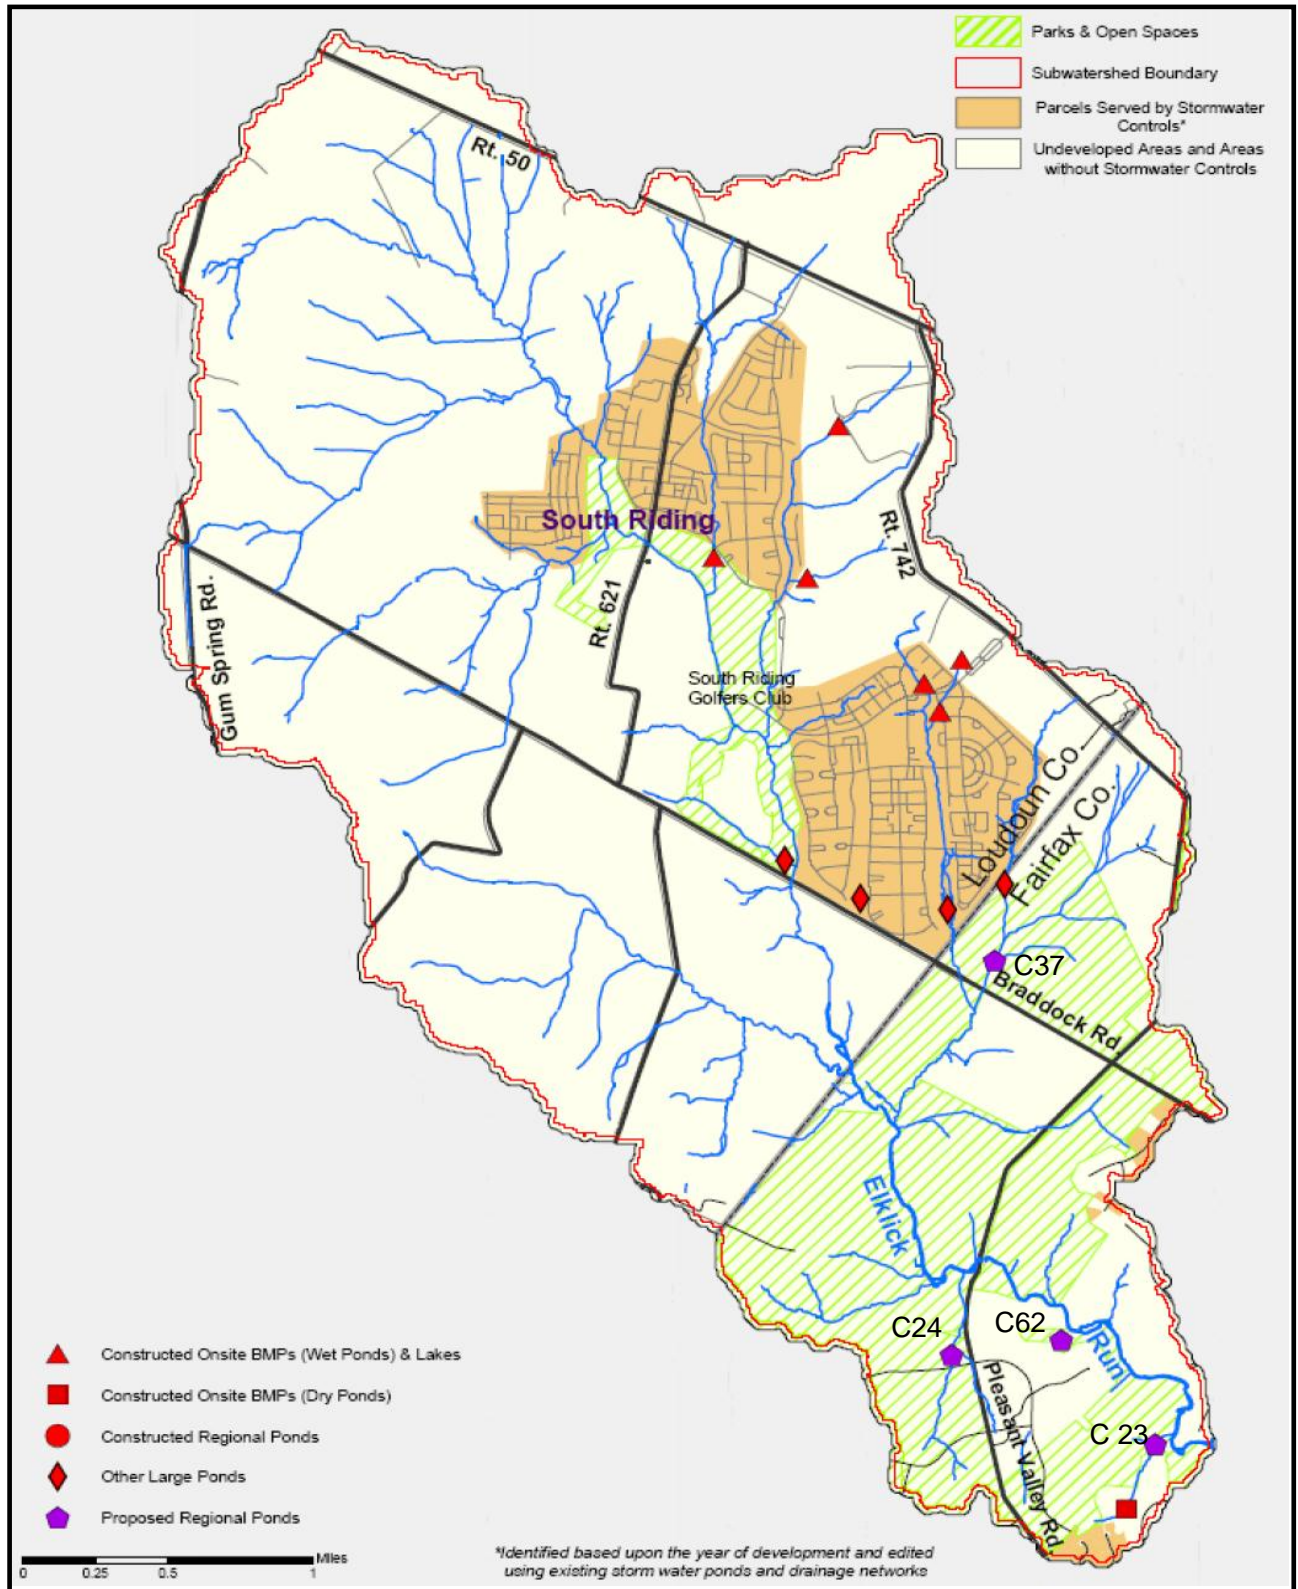 Parks & Open Spaces
Subwatershed Boundary
Parcels Served by Stormwater
Controls*
Undeveloped Areas and Areas
without Stormwater Controls
Rt. 50
South Riding
Rt. 742
Rt. 621
Gum Spring Rd.
South Riding
Golfers Club
Loudoun Co.
Fairfax Co.
C37
Braddock Rd.
Elklick
C24
C62
Run
Pleasant Valley Rd.
C 23
Constructed Onsite BMPs (Wet Ponds) & Lakes
Constructed Onsite BMPs (Dry Ponds)
Constructed Regional Ponds
Other Large Ponds
Proposed Regional Ponds
Miles
0 0.25 0.5 1
*Identified based upon the year of development and edited
using existing storm water ponds and drainage networks